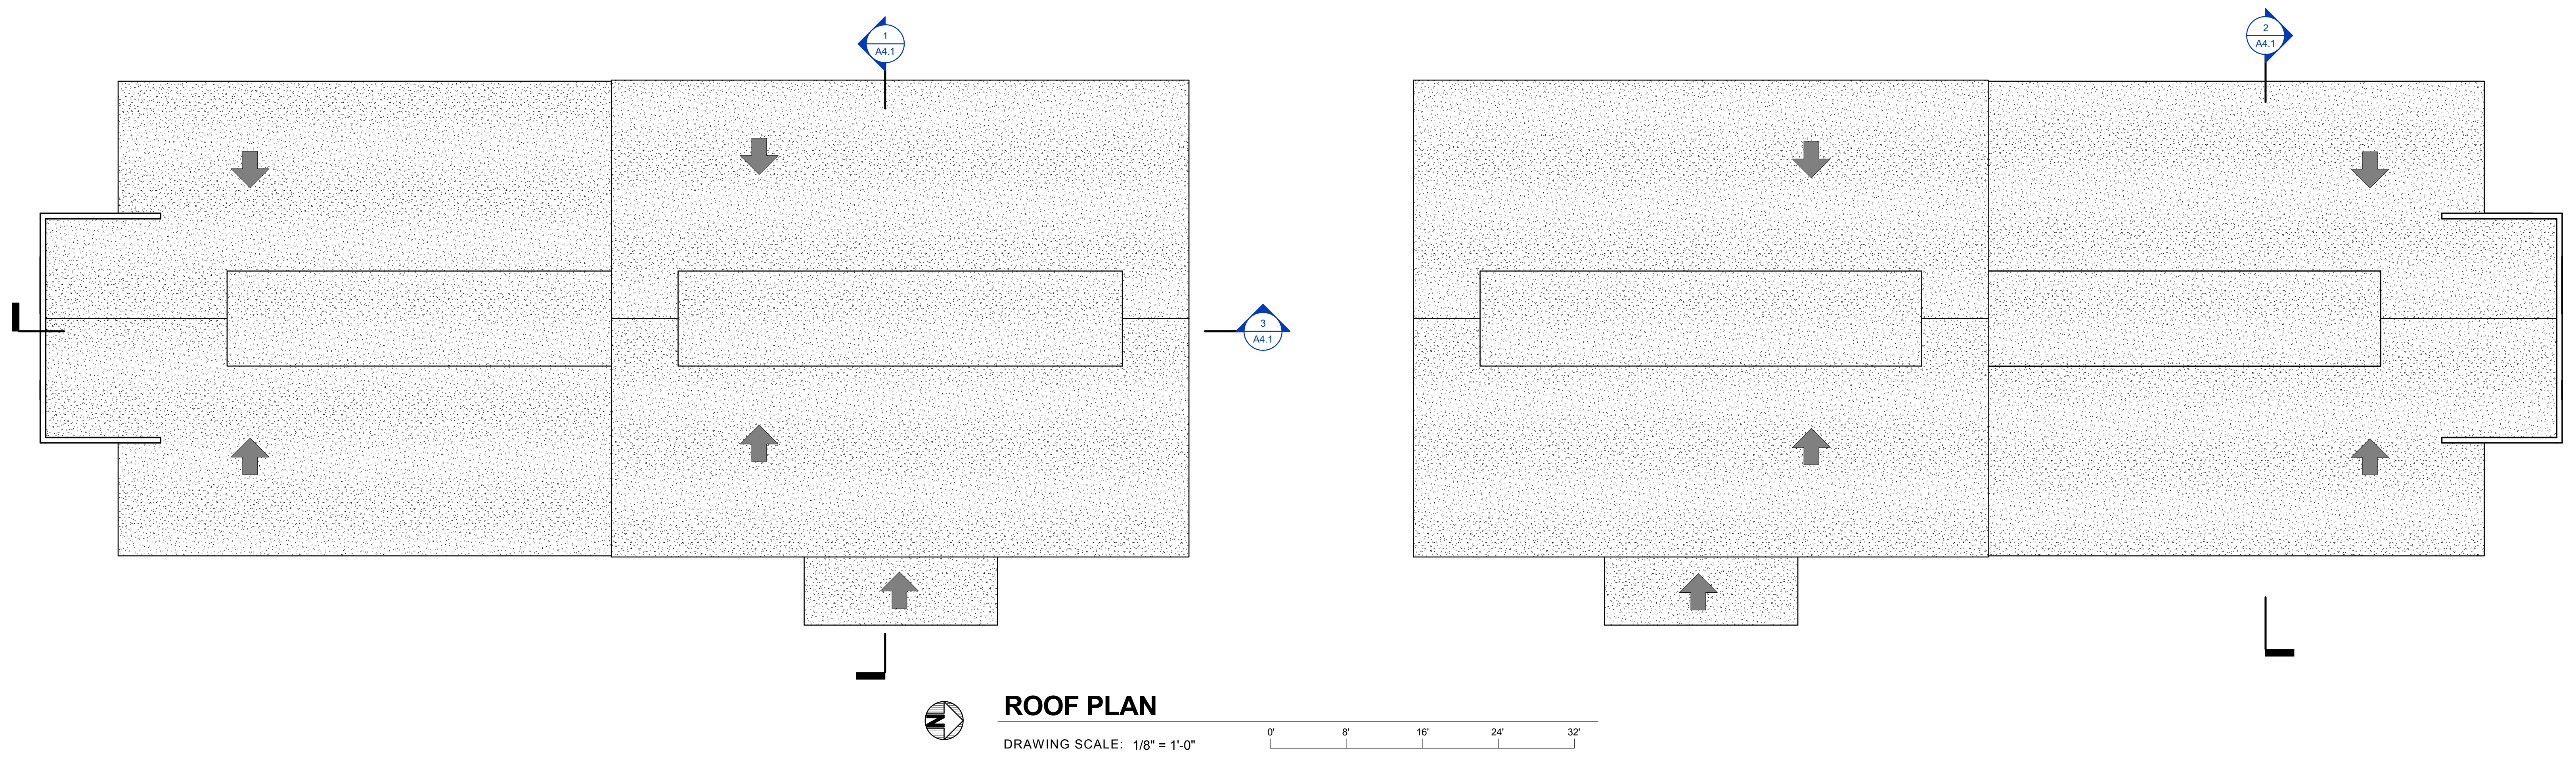 1
A4.1
2
A4.1
3
A4.1
N
ROOF PLAN
DRAWING SCALE: 1/8" = 1'-0"
0' 8' 16' 24' 32'